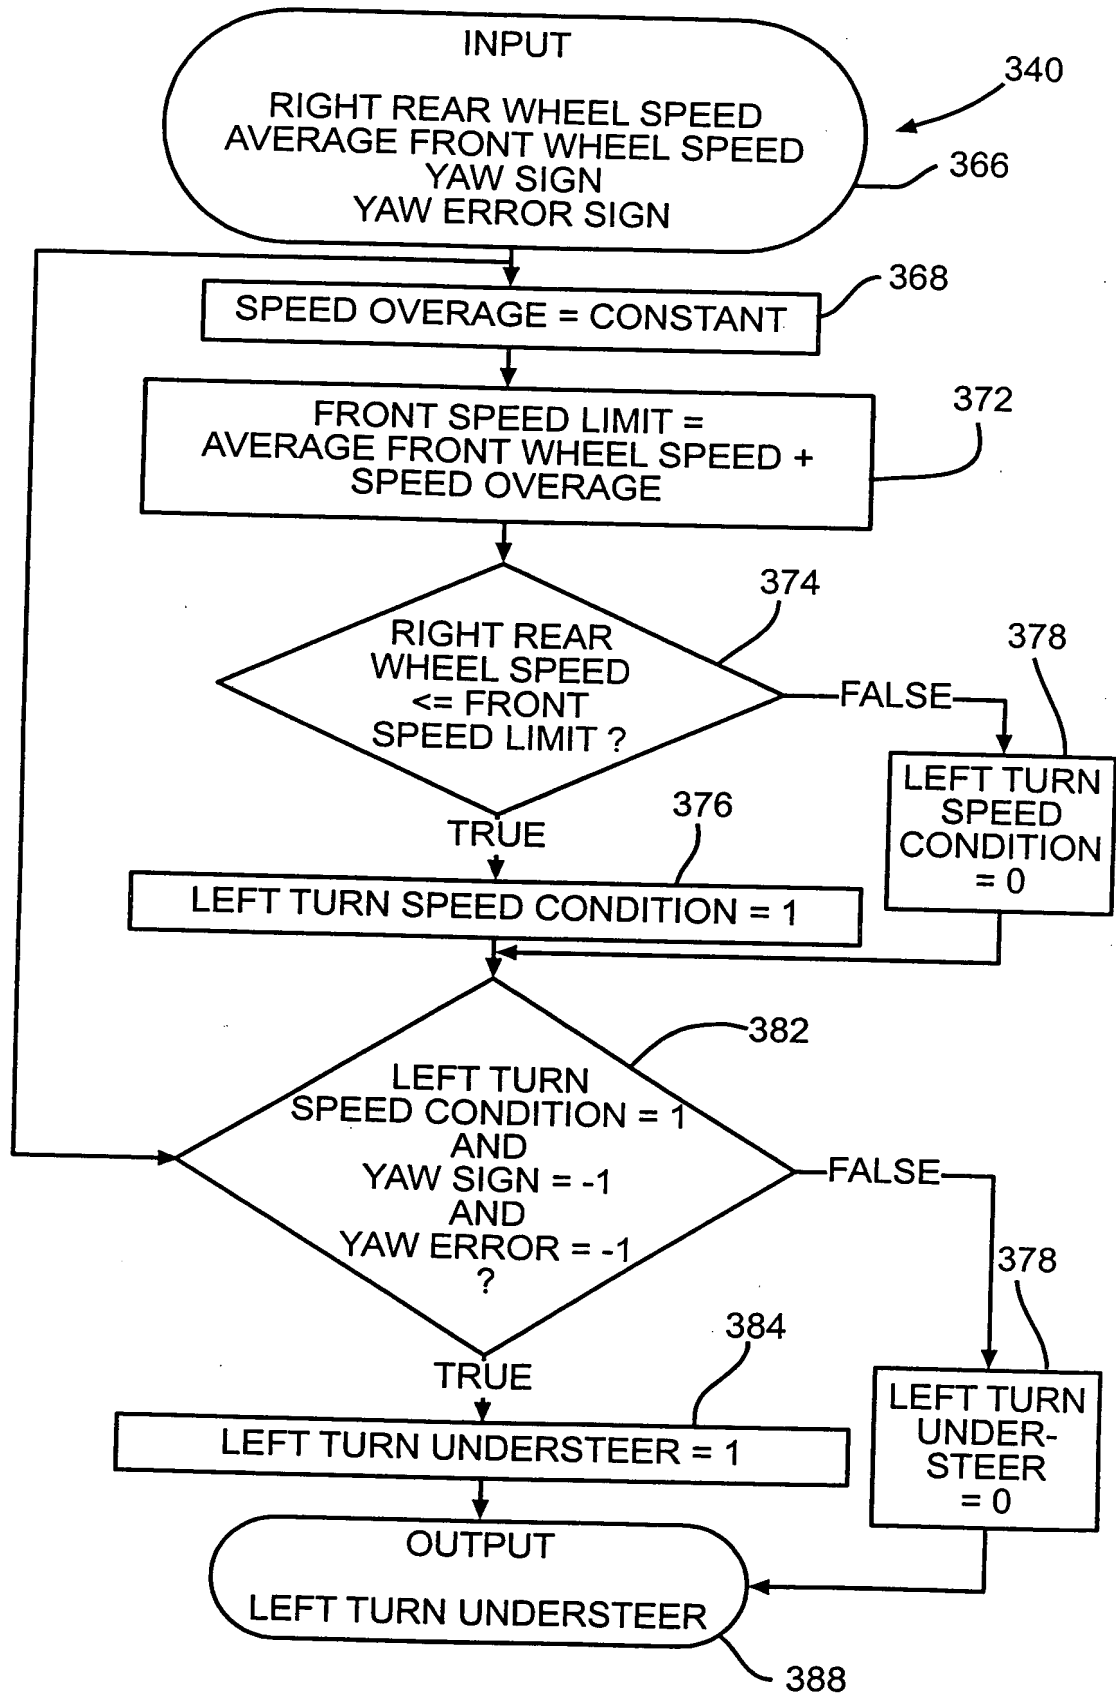 INPUT
RIGHT REAR WHEEL SPEED
AVERAGE FRONT WHEEL SPEED
YAW SIGN
YAW ERROR SIGN
340
366
368
SPEED OVERAGE = CONSTANT
372
FRONT SPEED LIMIT =
AVERAGE FRONT WHEEL SPEED +
SPEED OVERAGE
374
RIGHT REAR
WHEEL SPEED
<= FRONT
SPEED LIMIT ?
FALSE
378
LEFT TURN
SPEED
CONDITION
= 0
TRUE
376
LEFT TURN SPEED CONDITION = 1
382
LEFT TURN
SPEED CONDITION = 1
AND
YAW SIGN = -1
AND
YAW ERROR = -1
?
FALSE
378
LEFT TURN
UNDER-
STEER
= 0
TRUE
384
LEFT TURN UNDERSTEER = 1
OUTPUT
LEFT TURN UNDERSTEER
388